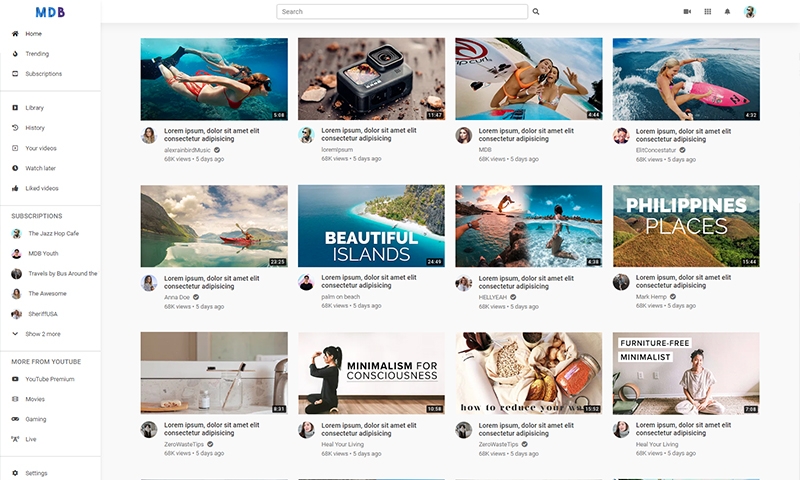 MDB
Search
Home
Trending
Subscriptions
Library
History
Your videos
Watch later
Liked videos
SUBSCRIPTIONS
The Jazz Hop Cafe
MDB Youth
Travels by Bus Around the
The Awesome
SheriffUSA
Show 2 more
MORE FROM YOUTUBE
YouTube Premium
Movies
Gaming
Live
Settings
5:08
Lorem ipsum, dolor sit amet elit
consectetur adipisicing
alexrainbirdMusic
68K views • 5 days ago
11:47
Lorem ipsum, dolor sit amet elit
consectetur adipisicing
loremipsum
68K views • 5 days ago
rip curl
4:44
Lorem ipsum, dolor sit amet elit
consectetur adipisicing
MDB
68K views • 5 days ago
4:32
Lorem ipsum, dolor sit amet elit
consectetur adipisicing
ElitConcestatur
68K views • 5 days ago
23:25
Lorem ipsum, dolor sit amet elit
consectetur adipisicing
Anna Doe
68K views • 5 days ago
BEAUTIFUL
ISLANDS
24:49
Lorem ipsum, dolor sit amet elit
consectetur adipisicing
palm on beach
68K views • 5 days ago
4:38
Lorem ipsum, dolor sit amet elit
consectetur adipisicing
HELLYEAH
68K views • 5 days ago
PHILIPPINES
PLACES
15:44
Lorem ipsum, dolor sit amet elit
consectetur adipisicing
Mark Hemp
68K views • 5 days ago
8:31
Lorem ipsum, dolor sit amet elit
consectetur adipisicing
ZeroWasteTips
68K views • 5 days ago
MINIMALISM FOR
CONSCIOUSNESS
10:58
Lorem ipsum, dolor sit amet elit
consectetur adipisicing
Heal Your Living
68K views • 5 days ago
how to reduce your
15:52
Lorem ipsum, dolor sit amet elit
consectetur adipisicing
ZeroWasteTips
68K views • 5 days ago
FURNITURE-FREE
MINIMALIST
7:08
Lorem ipsum, dolor sit amet elit
consectetur adipisicing
Heal Your Living
68K views • 5 days ago